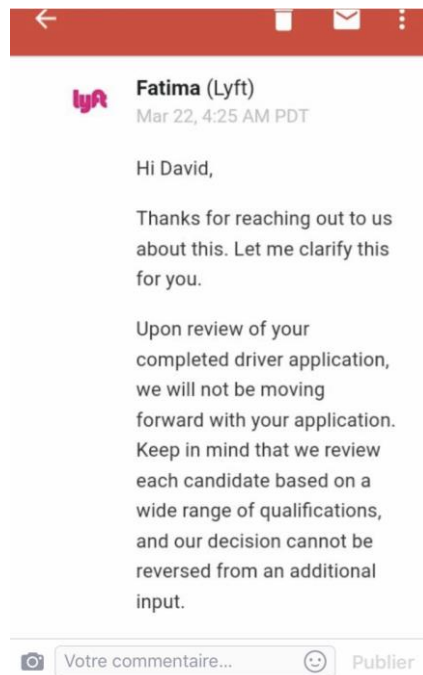 lyft
Fatima (Lyft)
Mar 22, 4:25 AM PDT
Hi David,
Thanks for reaching out to us
about this. Let me clarify this
for you.
Upon review of your
completed driver application,
we will not be moving
forward with your application.
Keep in mind that we review
each candidate based on a
wide range of qualifications,
and our decision cannot be
reversed from an additional
input.
Votre commentaire...
Publier